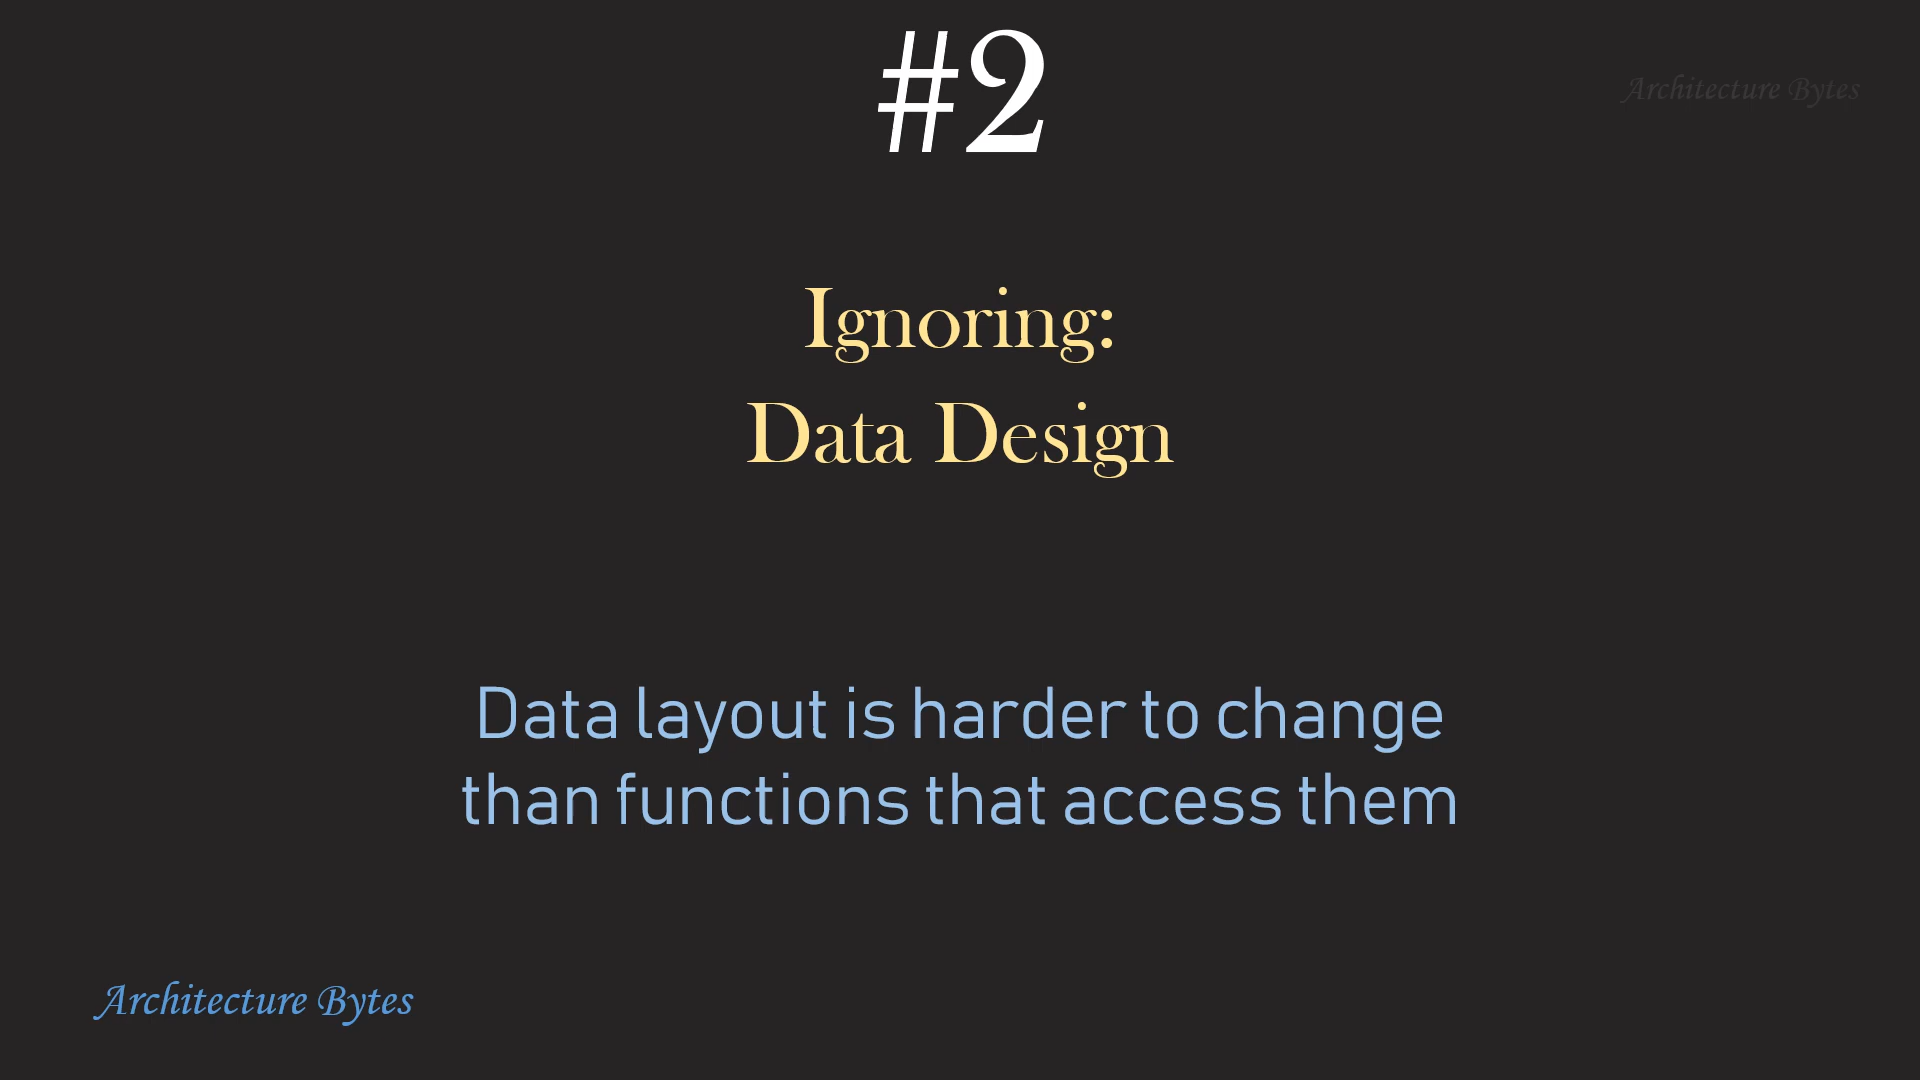 #2
Architecture Bytes
Ignoring:
Data Design
Data layout is harder to change
than functions that access them
Architecture Bytes